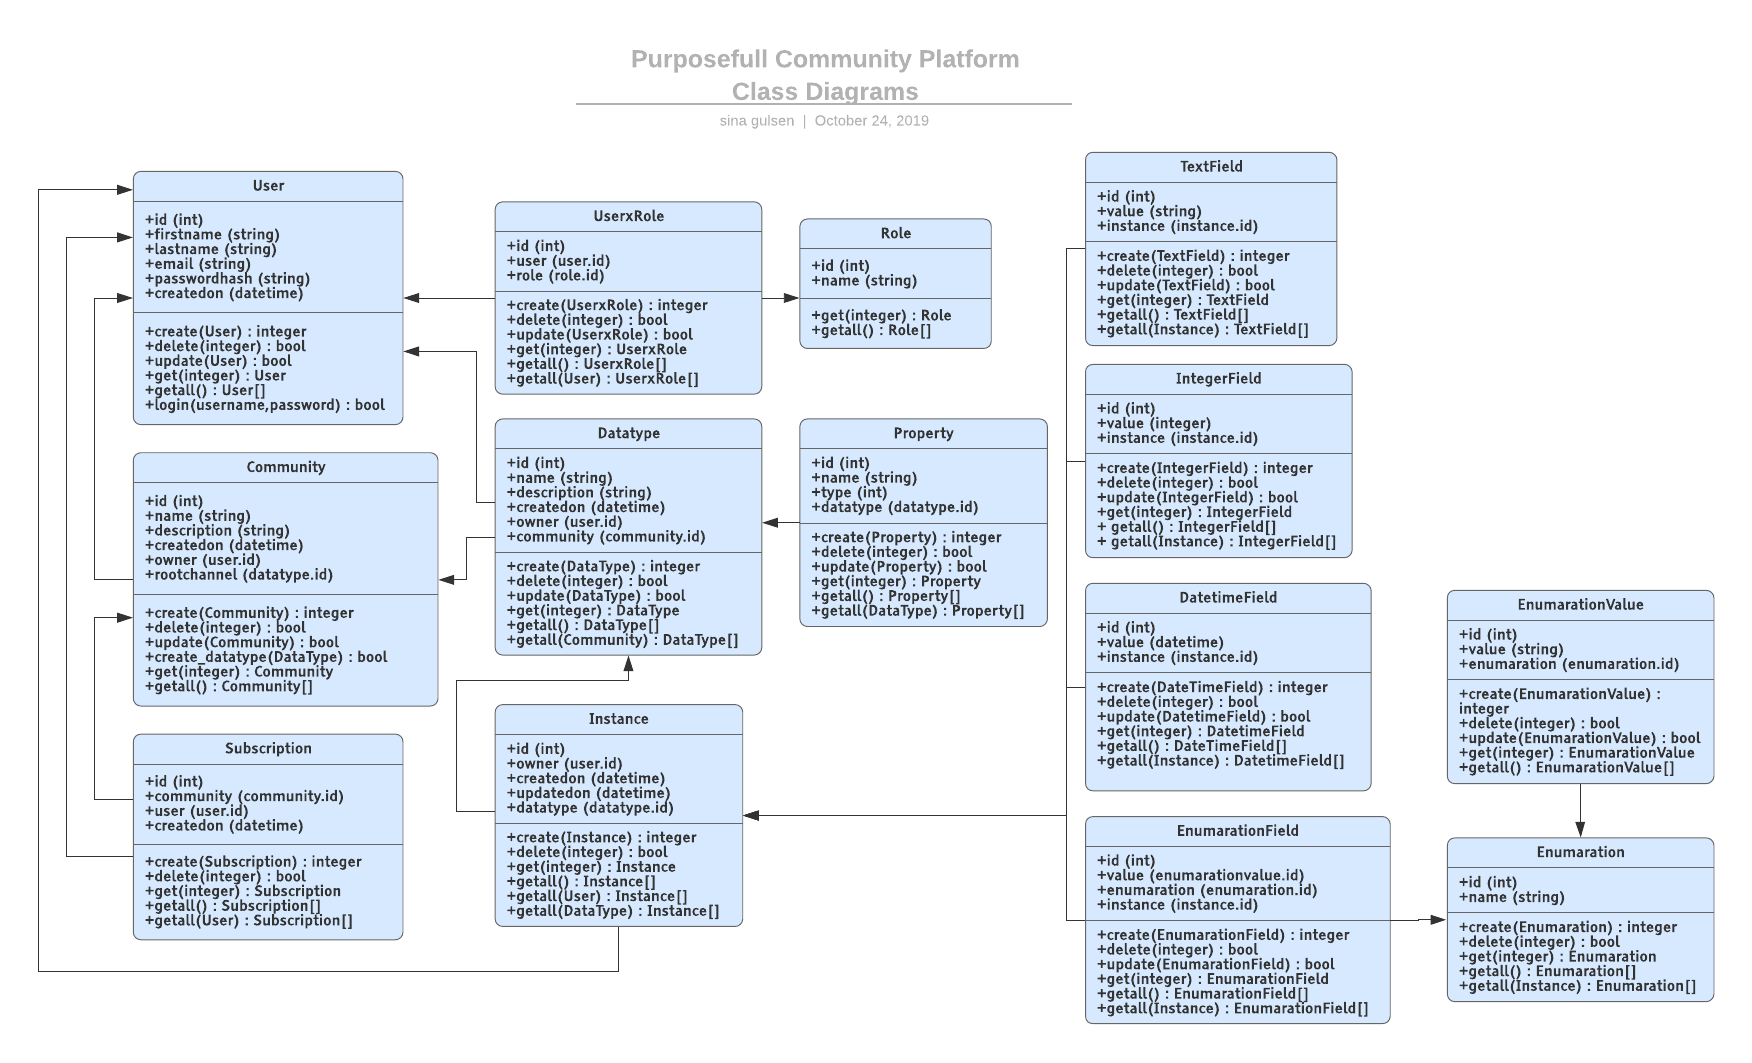 Purposefull Community Platform
Class Diagrams
sina gulsen | October 24, 2019
User
+id (int)
+firstname (string)
+lastname (string)
+email (string)
+passwordhash (string)
+createdon (datetime)
+create(User) : integer
+delete(integer) : bool
+update(User) : bool
+get(integer) : User
+getall() : User[]
+login(username,password) : bool
Community
+id (int)
+name (string)
+description (string)
+createdon (datetime)
+owner (user.id)
+rootchannel (datatype.id)
+create(Community) : integer
+delete(integer) : bool
+update(Community) : bool
+create_datatype(DataType) : bool
+get(integer) : Community
+getall() : Community[]
Subscription
+id (int)
+community (community.id)
+user (user.id)
+createdon (datetime)
+create(Subscription) : integer
+delete(integer) : bool
+get(integer) : Subscription
+getall() : Subscription[]
+getall(User) : Subscription[]
UserxRole
+id (int)
+user (user.id)
+role (role.id)
+create(UserxRole) : integer
+delete(integer) : bool
+update(UserxRole) : bool
+get(integer) : UserxRole
+getall() : UserxRole[]
+getall(User) : UserxRole[]
Datatype
+id (int)
+name (string)
+description (string)
+createdon (datetime)
+owner (user.id)
+community (community.id)
+create(DataType) : integer
+delete(integer) : bool
+update(DataType) : bool
+get(integer) : DataType
+getall() : DataType[]
+getall(Community) : DataType[]
Instance
+id (int)
+owner (user.id)
+createdon (datetime)
+updatedon (datetime)
+datatype (datatype.id)
+create(Instance) : integer
+delete(integer) : bool
+get(integer) : Instance
+getall() : Instance[]
+getall(User) : Instance[]
+getall(DataType) : Instance[]
Role
+id (int)
+name (string)
+get(integer) : Role
+getall() : Role[]
Property
+id (int)
+name (string)
+type (int)
+datatype (datatype.id)
+create(Property) : integer
+delete(integer) : bool
+update(Property) : bool
+get(integer) : Property
+getall() : Property[]
+getall(DataType) : Property[]
TextField
+id (int)
+value (string)
+instance (instance.id)
+create(TextField) : integer
+delete(integer) : bool
+update(TextField) : bool
+get(integer) : TextField
+getall() : TextField[]
+getall(Instance) : TextField[]
IntegerField
+id (int)
+value (integer)
+instance (instance.id)
+create(IntegerField) : integer
+delete(integer) : bool
+update(IntegerField) : bool
+get(integer) : IntegerField
+ getall() : IntegerField[]
+ getall(Instance) : IntegerField[]
DatetimeField
+id (int)
+value (datetime)
+instance (instance.id)
+create(DateTimeField) : integer
+delete(integer) : bool
+update(DatetimeField) : bool
+get(integer) : DatetimeField
+getall() : DateTimeField[]
+getall(Instance) : DatetimeField[]
EnumarationField
+id (int)
+value (enumarationvalue.id)
+enumaration (enumaration.id)
+instance (instance.id)
+create(EnumarationField) : integer
+delete(integer) : bool
+update(EnumarationField) : bool
+get(integer) : EnumarationField
+getall() : EnumarationField[]
+getall(Instance) : EnumarationField[]
EnumarationValue
+id (int)
+value (string)
+enumaration (enumaration.id)
+create(EnumarationValue) :
integer
+delete(integer) : bool
+update(EnumarationValue) : bool
+get(integer) : EnumarationValue
+getall() : EnumarationValue[]
Enumaration
+id (int)
+name (string)
+create(Enumaration) : integer
+delete(integer) : bool
+get(integer) : Enumaration
+getall() : Enumaration[]
+getall(Instance) : Enumaration[]